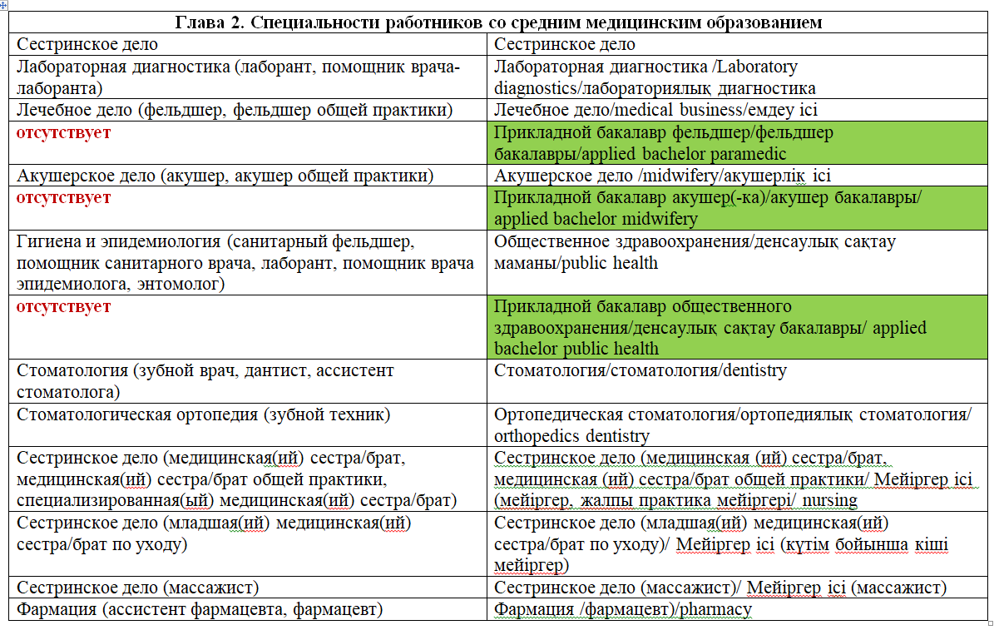 Глава 2. Специальности работников со средним медицинским образованием
Сестринское дело
Сестринское дело
Лабораторная диагностика (лаборант, помощник врача-
лаборанта)
Лабораторная диагностика /Laboratory
diagnostics/лабораториялық диагностика
Лечебное дело (фельдшер, фельдшер общей практики)
Лечебное дело/medical business/емдеу ісі
отсутствует
Прикладной бакалавр фельдшер/фельдшер
бакалавры/applied bachelor paramedic
Акушерское дело (акушер, акушер общей практики)
Акушерское дело /midwifery/акушерлік ісі
отсутствует
Прикладной бакалавр акушер(-ка)/акушер бакалавры/
applied bachelor midwifery
Гигиена и эпидемиология (санитарный фельдшер,
помощник санитарного врача, лаборант, помощник врача
эпидемиолога, энтомолог)
Общественное здравоохранения/денсаулық сақтау
маманы/public health
отсутствует
Прикладной бакалавр общественного
здравоохранения/денсаулық сақтау бакалавры/ applied
bachelor public health
Стоматология (зубной врач, дантист, ассистент
стоматолога)
Стоматология/стоматология/dentistry
Стоматологическая ортопедия (зубной техник)
Ортопедическая стоматология/ортопедиялық стоматология/
orthopedics dentistry
Сестринское дело (медицинская(ий) сестра/брат,
медицинская(ий) сестра/брат общей практики,
специализированная(ый) медицинская(ий) сестра/брат)
Сестринское дело (медицинская (ий) сестра/брат,
медицинская (ий) сестра/брат общей практики/ Мейіргер ісі
(мейіргер, жалпы практика мейіргері/ nursing
Сестринское дело (младшая(ий) медицинская(ий)
сестра/брат по уходу)
Сестринское дело (младшая(ий) медицинская(ий)
сестра/брат по уходу)/ Мейіргер ісі (күтім бойынша кіші
мейіргер)
Сестринское дело (массажист)
Сестринское дело (массажист)/ Мейіргер ісі (массажист)
Фармация (ассистент фармацевта, фармацевт)
Фармация /фармацевт)/pharmacy